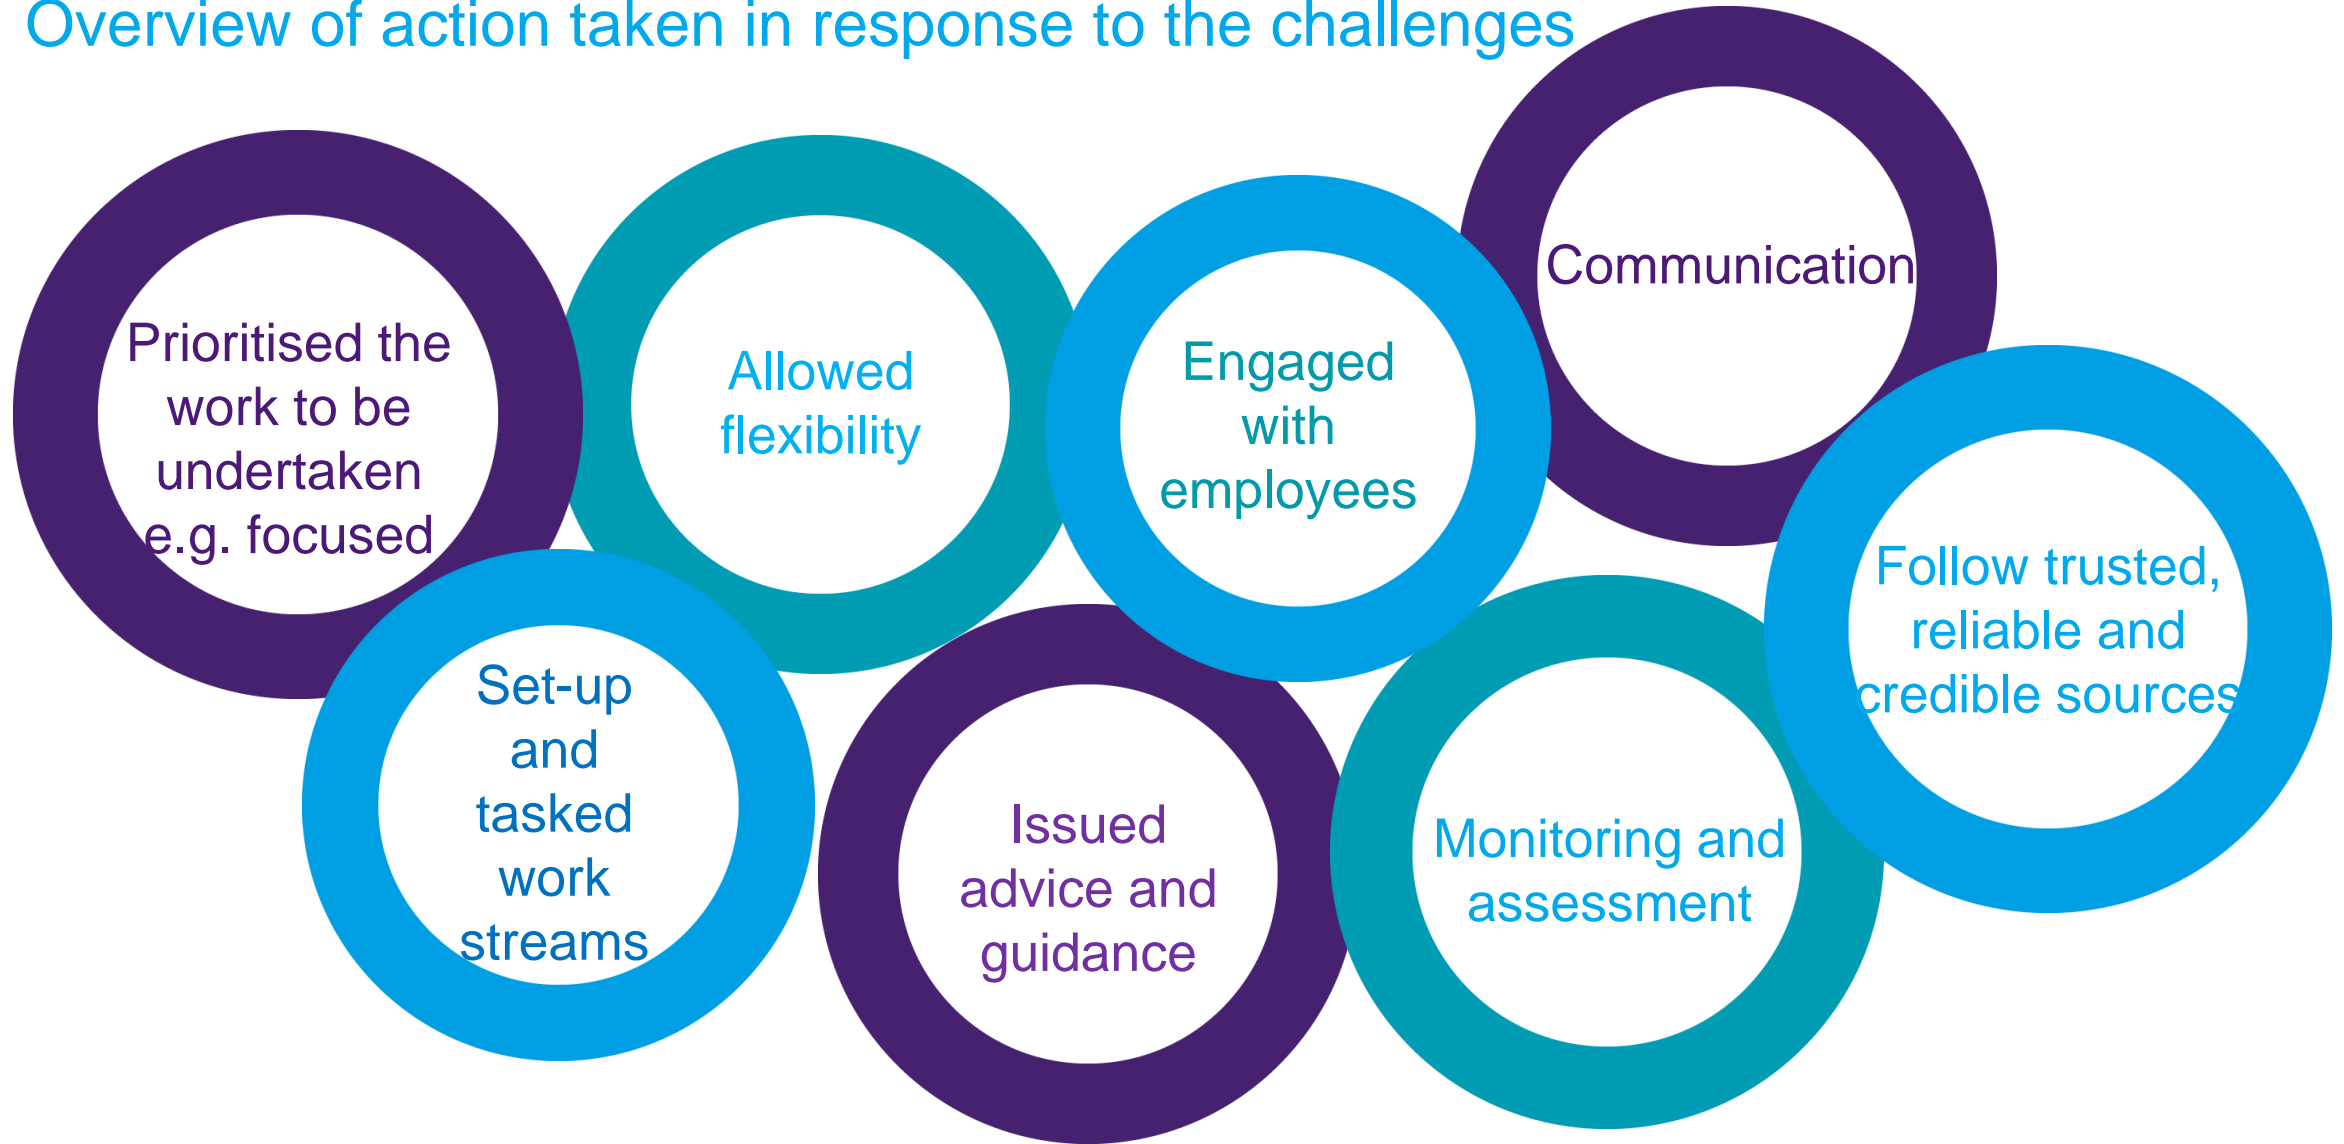 Overview of action taken in response to the challenges
Prioritised the
work to be
undertaken
e.g. focused
Allowed
flexibility
Engaged
with
employees
Communication
Set-up
and
tasked
work
streams
Issued
advice and
guidance
Monitoring and
assessment
Follow trusted,
reliable and
credible sources